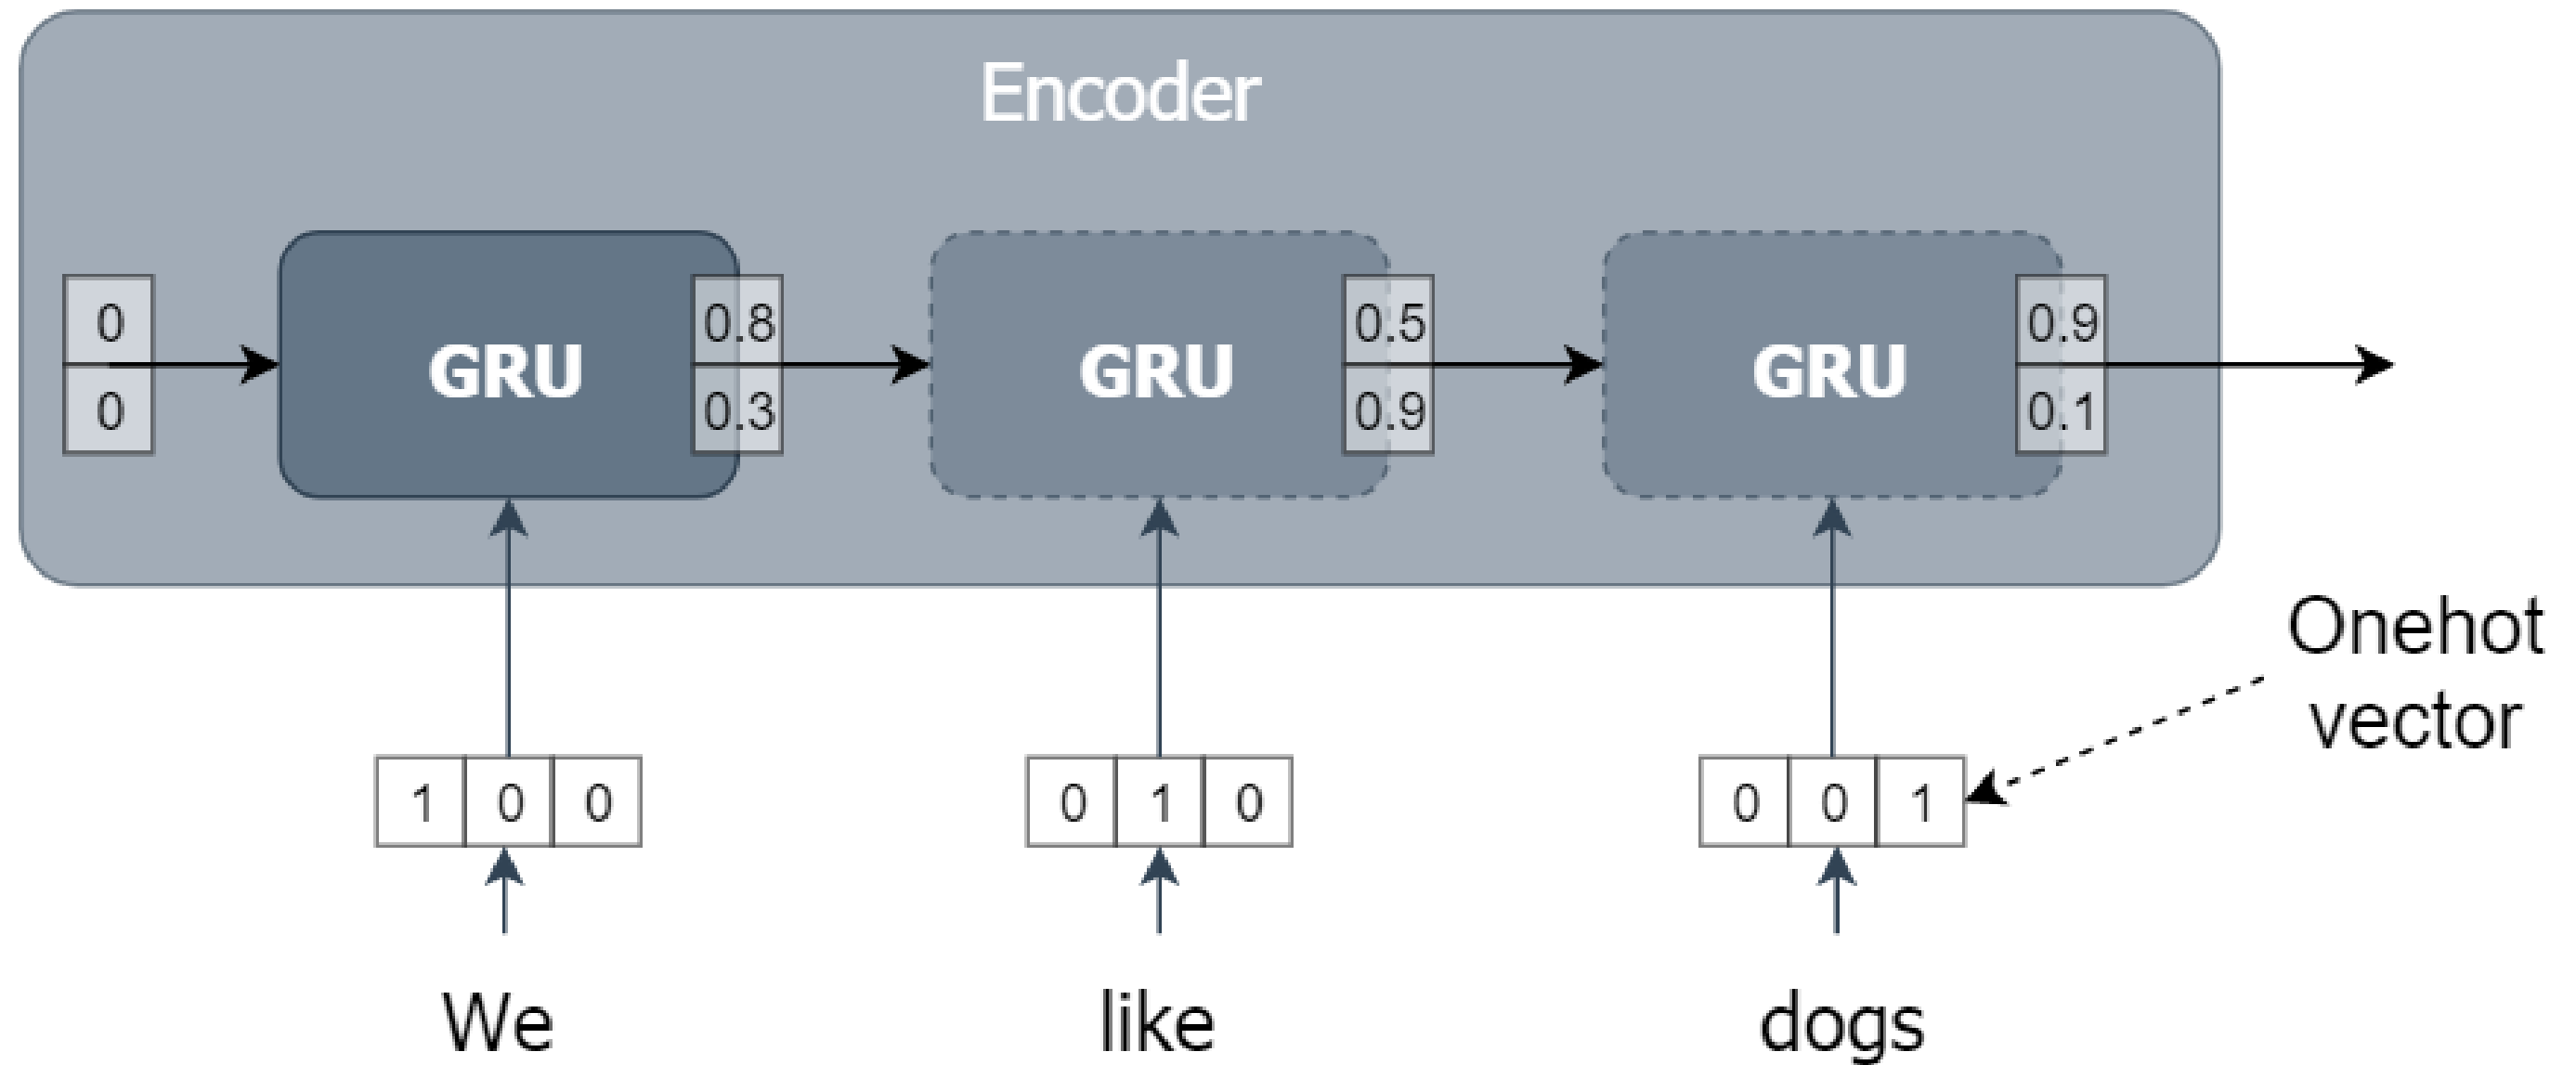 Encoder
0 0.8 0.5 0.9
GRU GRU GRU
0 0.3 0.9 0.1
Onehot
vector
1 0 0 0 1 0 0 0 1
We like dogs